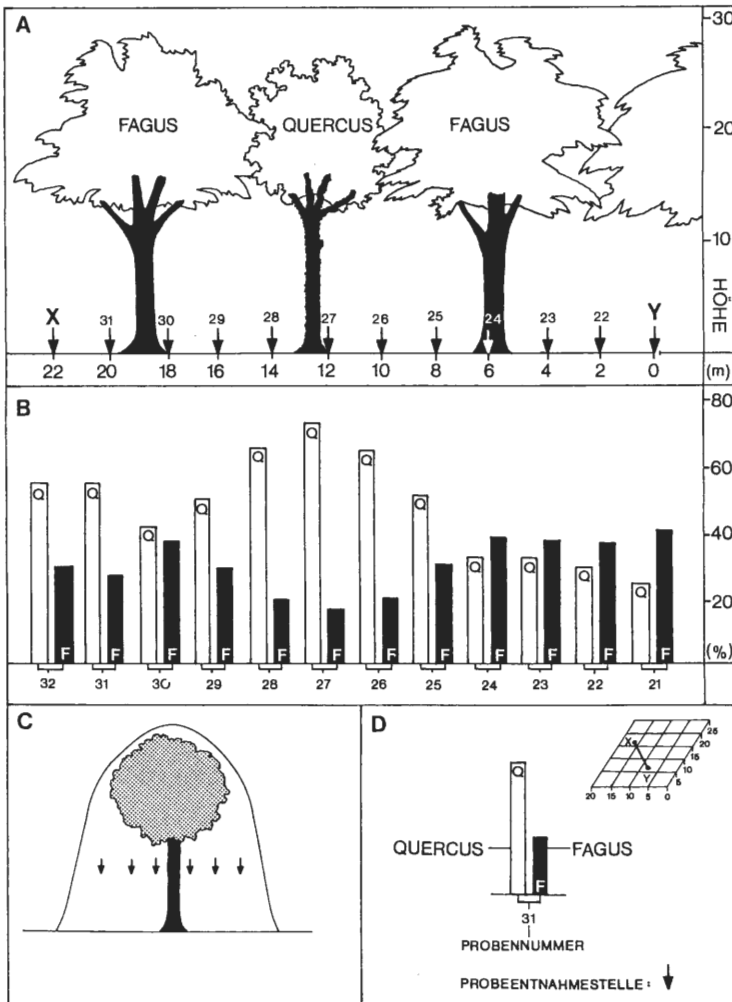 A
30
FAGUS QUERCUS FAGUS
20
10
HÖHE
X 31 30 29 28 27 26 25 24 23 22 Y
22 20 18 16 14 12 10 8 6 4 2 0 (m)
B
80
60
40
20
(%)
Q Q Q Q Q Q Q Q Q Q Q Q
F F F F F F F F F F F F
32 31 30 29 28 27 26 25 24 23 22 21
C
D
X
Y
25
20
15
10
5
20 15 10 5 0
Q
QUERCUS FAGUS
F
31
PROBENNUMMER
PROBEENTNAHMESTELLE: